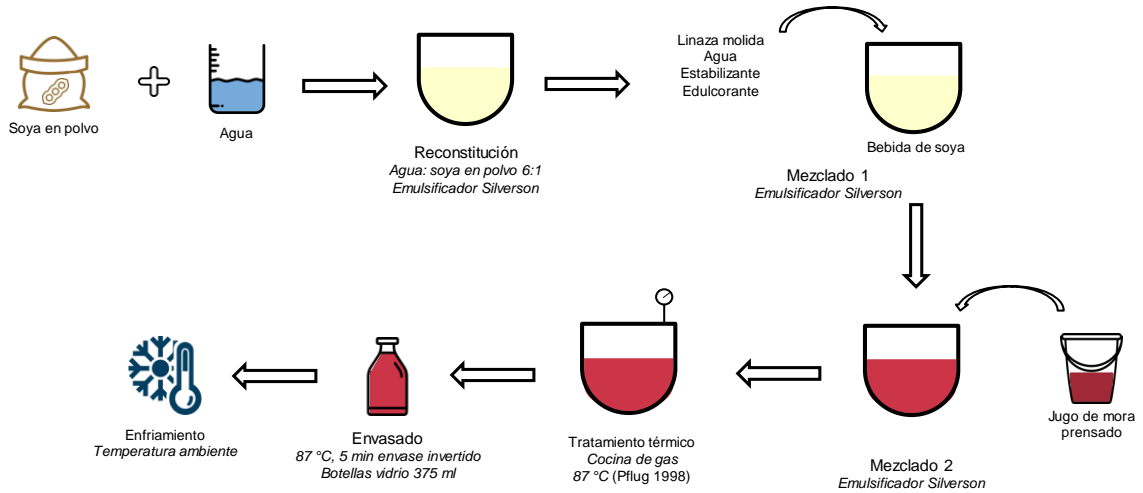 Soya en polvo
Agua
Reconstitución
Agua: soya en polvo 6:1
Emulsificador Silverson
Linaza molida
Agua
Estabilizante
Edulcorante
Bebida de soya
Mezclado 1
Emulsificador Silverson
Jugo de mora
prensado
Mezclado 2
Emulsificador Silverson
Tratamiento térmico
Cocina de gas
87 °C (Pflug 1998)
Envasado
87 °C, 5 min envase invertido
Botellas vidrio 375 ml
Enfriamiento
Temperatura ambiente